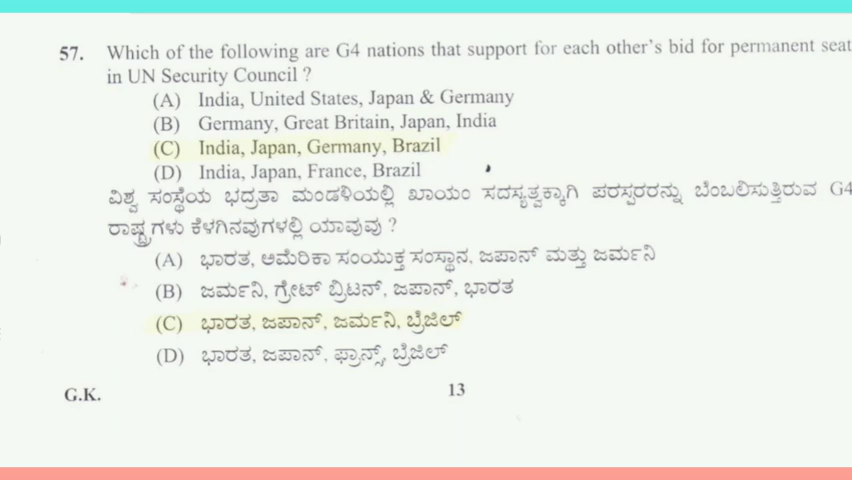 57. Which of the following are G4 nations that support for each other's bid for permanent seat
in UN Security Council ?
(A) India, United States, Japan & Germany
(B) Germany, Great Britain, Japan, India
(C) India, Japan, Germany, Brazil
(D) India, Japan, France, Brazil
ವಿಶ್ವ ಸಂಸ್ಥೆಯ ಭದ್ರತಾ ಮಂಡಳಿಯಲ್ಲಿ ಖಾಯಂ ಸದಸ್ಯತ್ವಕ್ಕಾಗಿ ಪರಸ್ಪರರನ್ನು ಬೆಂಬಲಿಸುತ್ತಿರುವ G4
ರಾಷ್ಟ್ರಗಳು ಕೆಳಗಿನವುಗಳಲ್ಲಿ ಯಾವುವು ?
(A) ಭಾರತ, ಅಮೆರಿಕಾ ಸಂಯುಕ್ತ ಸಂಸ್ಥಾನ, ಜಪಾನ್ ಮತ್ತು ಜರ್ಮನಿ
(B) ಜರ್ಮನಿ, ಗ್ರೇಟ್ ಬ್ರಿಟನ್, ಜಪಾನ್, ಭಾರತ
(C) ಭಾರತ, ಜಪಾನ್, ಜರ್ಮನಿ, ಬ್ರೆಜಿಲ್
(D) ಭಾರತ, ಜಪಾನ್, ಫ್ರಾನ್ಸ್, ಬ್ರೆಜಿಲ್
G.K. 13